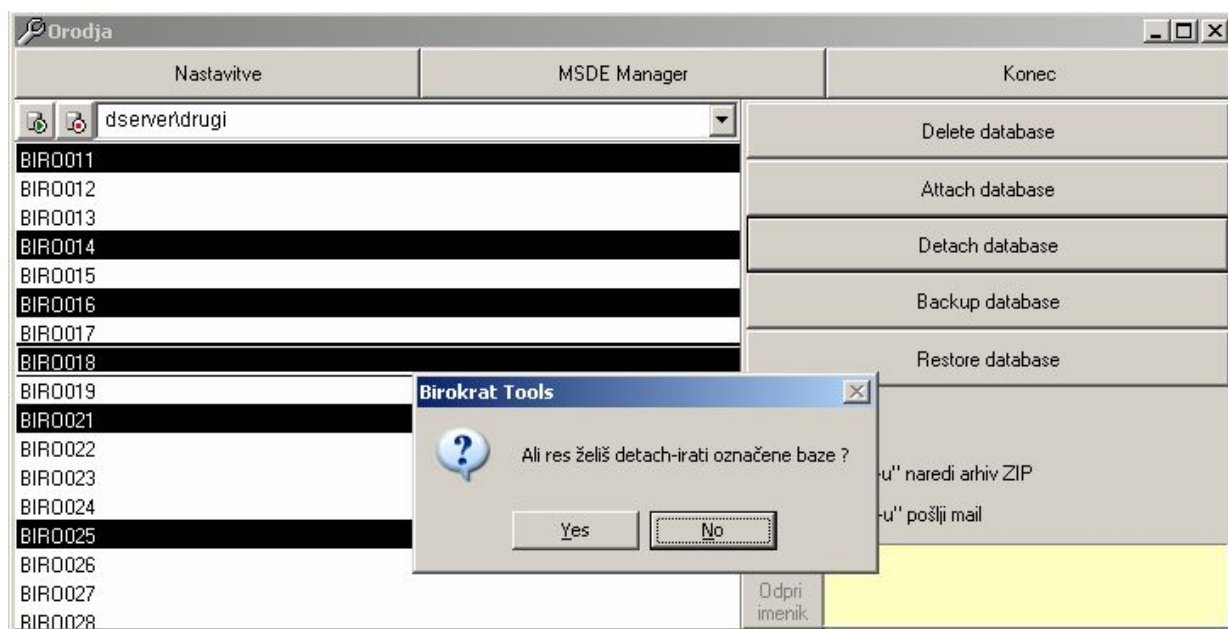 Orodja
Nastavitve MSDE Manager Konec
dserver\drugi
Delete database
Attach database
Detach database
Backup database
Restore database
BIRO011
BIRO012
BIRO013
BIRO014
BIRO015
BIRO016
BIRO017
BIRO018
BIRO019
BIRO021
BIRO022
BIRO023
BIRO024
BIRO025
BIRO026
BIRO027
BIRO028
Birokrat Tools
Ali res želiš detach-irati označene baze ?
Yes No
-u" naredi arhiv ZIP
-u" pošlji mail
Odpri
imenik